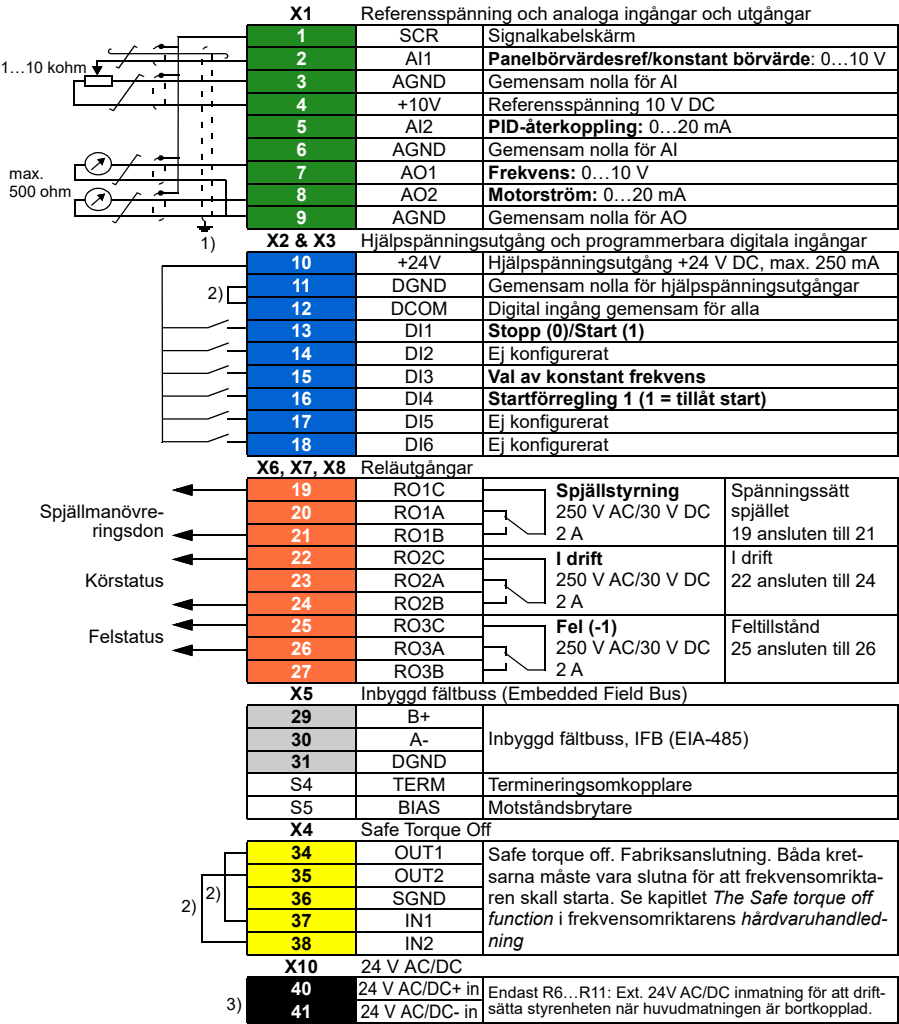 X1 Referensspänning och analoga ingångar och utgångar
1 SCR Signalkabelskärm
1…10 kohm
2 AI1 Panelbörvärdesref/konstant börvärde: 0…10 V
3 AGND Gemensam nolla för AI
4 +10V Referensspänning 10 V DC
5 AI2 PID-återkoppling: 0…20 mA
6 AGND Gemensam nolla för AI
max.
500 ohm
7 AO1 Frekvens: 0…10 V
8 AO2 Motorström: 0…20 mA
9 AGND Gemensam nolla för AO
1)
X2 & X3 Hjälpspänningsutgång och programmerbara digitala ingångar
10 +24V Hjälpspänningsutgång +24 V DC, max. 250 mA
2)
11 DGND Gemensam nolla för hjälpspänningsutgångar
12 DCOM Digital ingång gemensam för alla
13 DI1 Stopp (0)/Start (1)
14 DI2 Ej konfigurerat
15 DI3 Val av konstant frekvens
16 DI4 Startförregling 1 (1 = tillåt start)
17 DI5 Ej konfigurerat
18 DI6 Ej konfigurerat
X6, X7, X8 Reläutgångar
Spjällmanövre-
ringsdon
19 RO1C
20 RO1A
21 RO1B
Spjällstyrning
250 V AC/30 V DC
2 A
Spänningssätt
spjället
19 ansluten till 21
Körstatus
22 RO2C
23 RO2A
24 RO2B
I drift
250 V AC/30 V DC
2 A
I drift
22 ansluten till 24
Felstatus
25 RO3C
26 RO3A
27 RO3B
Fel (-1)
250 V AC/30 V DC
2 A
Feltillstånd
25 ansluten till 26
X5 Inbyggd fältbuss (Embedded Field Bus)
29 B+
30 A-
31 DGND
Inbyggd fältbuss, IFB (EIA-485)
S4 TERM Termineringsomkopplare
S5 BIAS Motståndsbrytare
X4 Safe Torque Off
2)
2)
34 OUT1
35 OUT2
36 SGND
37 IN1
38 IN2
Safe torque off. Fabriksanslutning. Båda kret-
sarna måste vara slutna för att frekvensomrikta-
ren skall starta. Se kapitlet The Safe torque off
function i frekvensomriktarens hårdvaruhandled-
ning
X10 24 V AC/DC
3)
40 24 V AC/DC+ in
41 24 V AC/DC- in
Endast R6…R11: Ext. 24V AC/DC inmatning för att drift-
sätta styrenheten när huvudmatningen är bortkopplad.